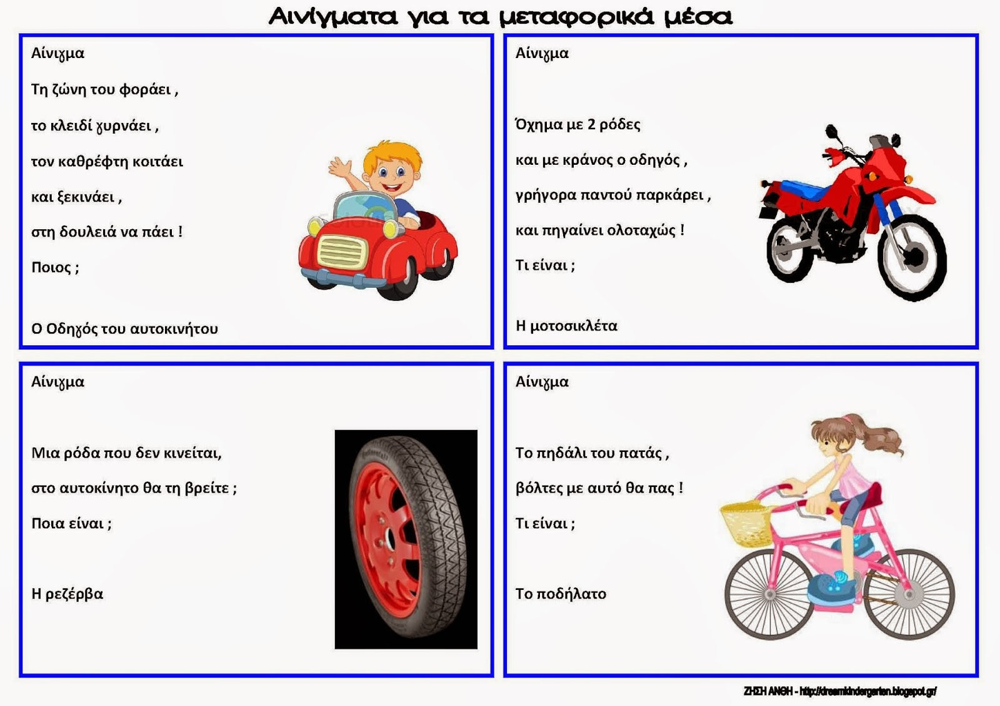 Αινίγματα για τα μεταφορικά μέσα
Αίνιγμα
Τη ζώνη του φοράει ,
το κλειδί γυρνάει ,
τον καθρέφτη κοιτάει
και ξεκινάει ,
στη δουλειά να πάει !
Ποιος ;
Ο Οδηγός του αυτοκινήτου
Αίνιγμα
Όχημα με 2 ρόδες
και με κράνος ο οδηγός ,
γρήγορα παντού παρκάρει ,
και πηγαίνει ολοταχώς !
Τι είναι ;
Η μοτοσικλέτα
Αίνιγμα
Μια ρόδα που δεν κινείται,
στο αυτοκίνητο θα τη βρείτε ;
Ποια είναι ;
Η ρεζέρβα
Αίνιγμα
Το πηδάλι του πατάς ,
βόλτες με αυτό θα πας !
Τι είναι ;
Το ποδήλατο
ΖΗΣΗ ΑΝΘΗ - http://dreamkindergarten.blogspot.gr/